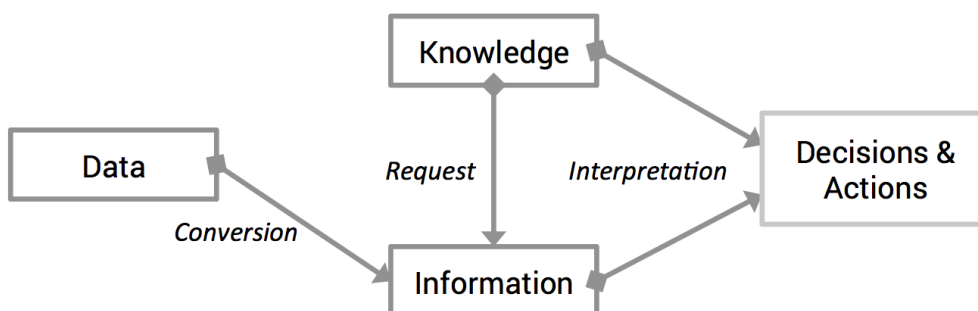 Knowledge
Data
Request
Interpretation
Decisions &
Actions
Conversion
Information